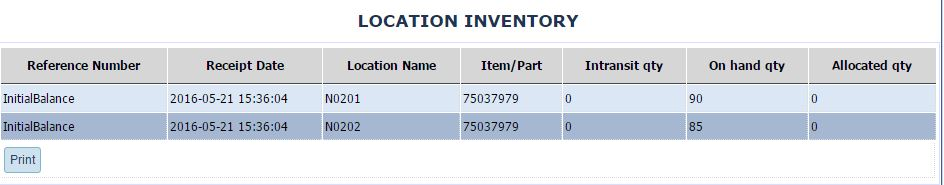 LOCATION INVENTORY
Reference Number Receipt Date Location Name Item/Part Intransit qty On hand qty Allocated qty
InitialBalance 2016-05-21 15:36:04 N0201 75037979 0 90 0
InitialBalance 2016-05-21 15:36:04 N0202 75037979 0 85 0
Print